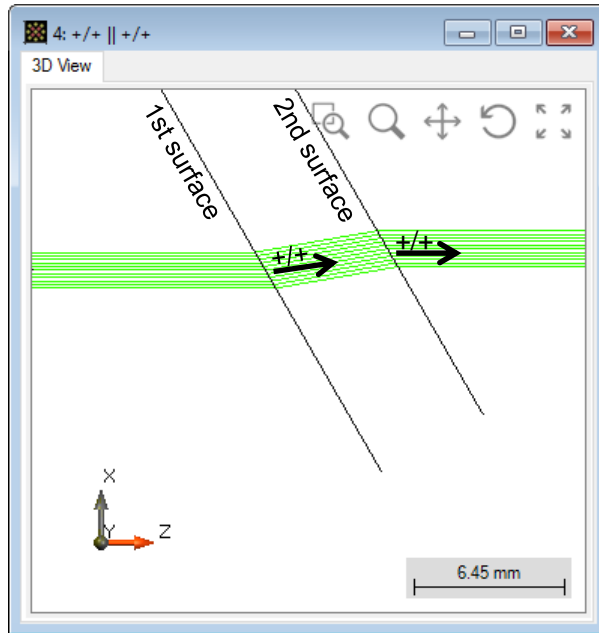 4: +/+ || +/+
3D View
1st surface
2nd surface
+/+
+/+
X
Y
Z
6.45 mm